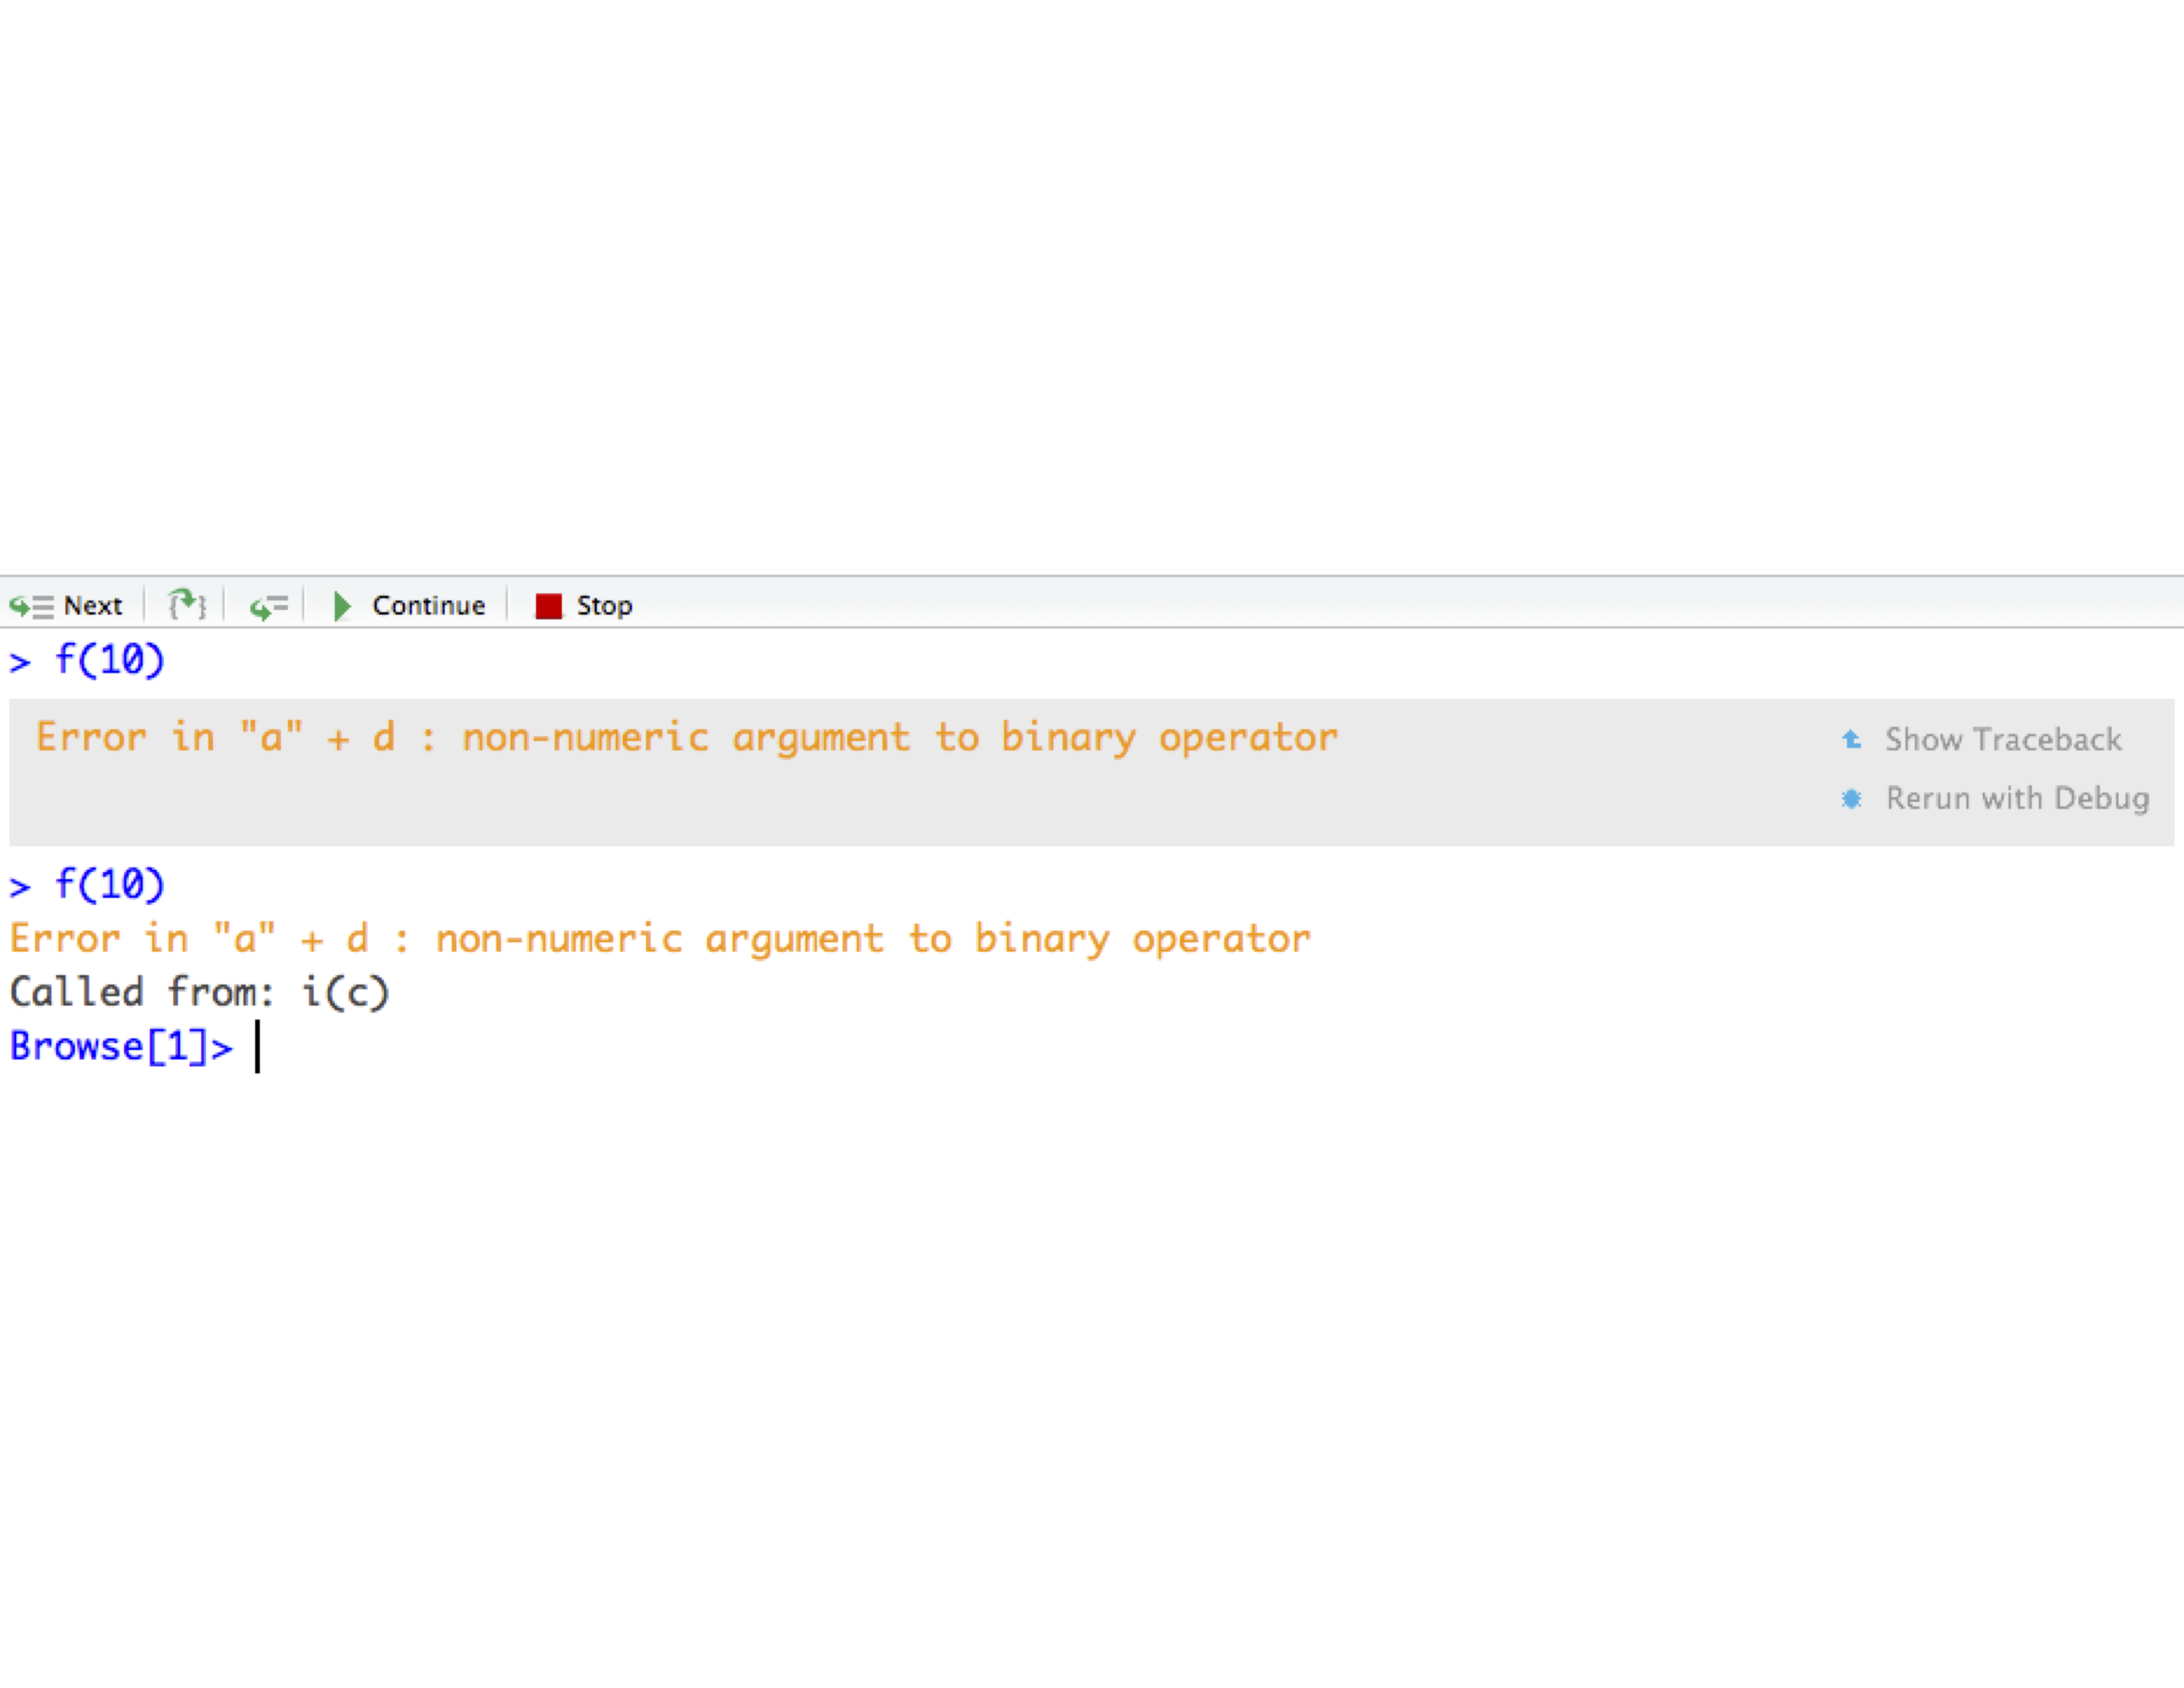 Next Continue Stop
> f(10)
Error in "a" + d : non-numeric argument to binary operator Show Traceback
Rerun with Debug
> f(10)
Error in "a" + d : non-numeric argument to binary operator
Called from: i(c)
Browse[1]>